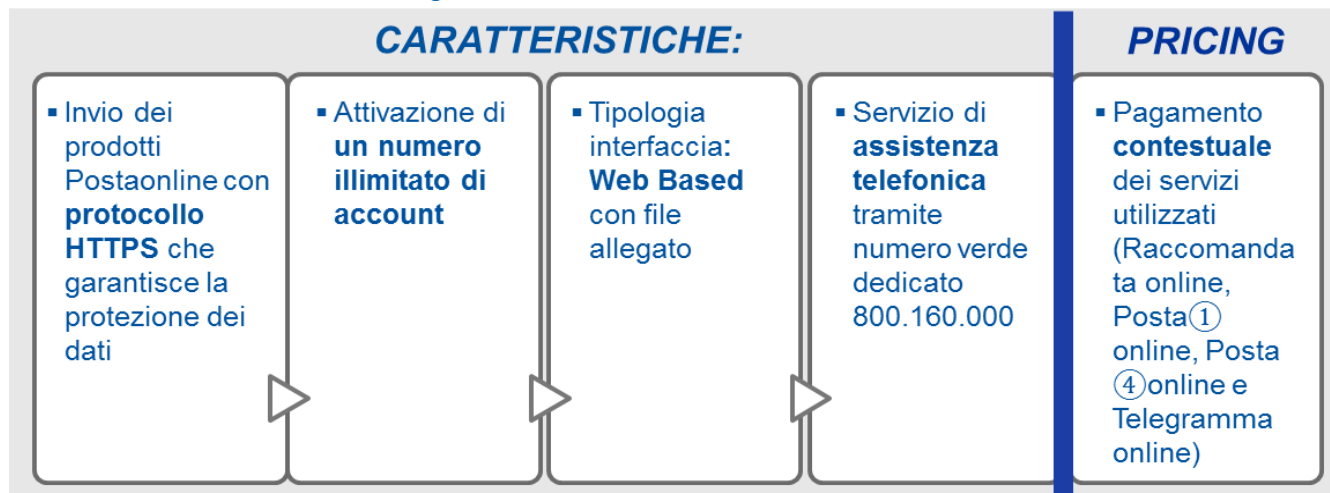 CARATTERISTICHE:
PRICING
▪ Invio dei
prodotti
Postaonline con
protocollo
HTTPS che
garantisce la
protezione dei
dati
▪ Attivazione di
un numero
illimitato di
account
▪ Tipologia
interfaccia:
Web Based
con file
allegato
▪ Servizio di
assistenza
telefonica
tramite
numero verde
dedicato
800.160.000
▪ Pagamento
contestuale
dei servizi
utilizzati
(Raccomanda
ta online,
Posta①
online, Posta
④online e
Telegramma
online)